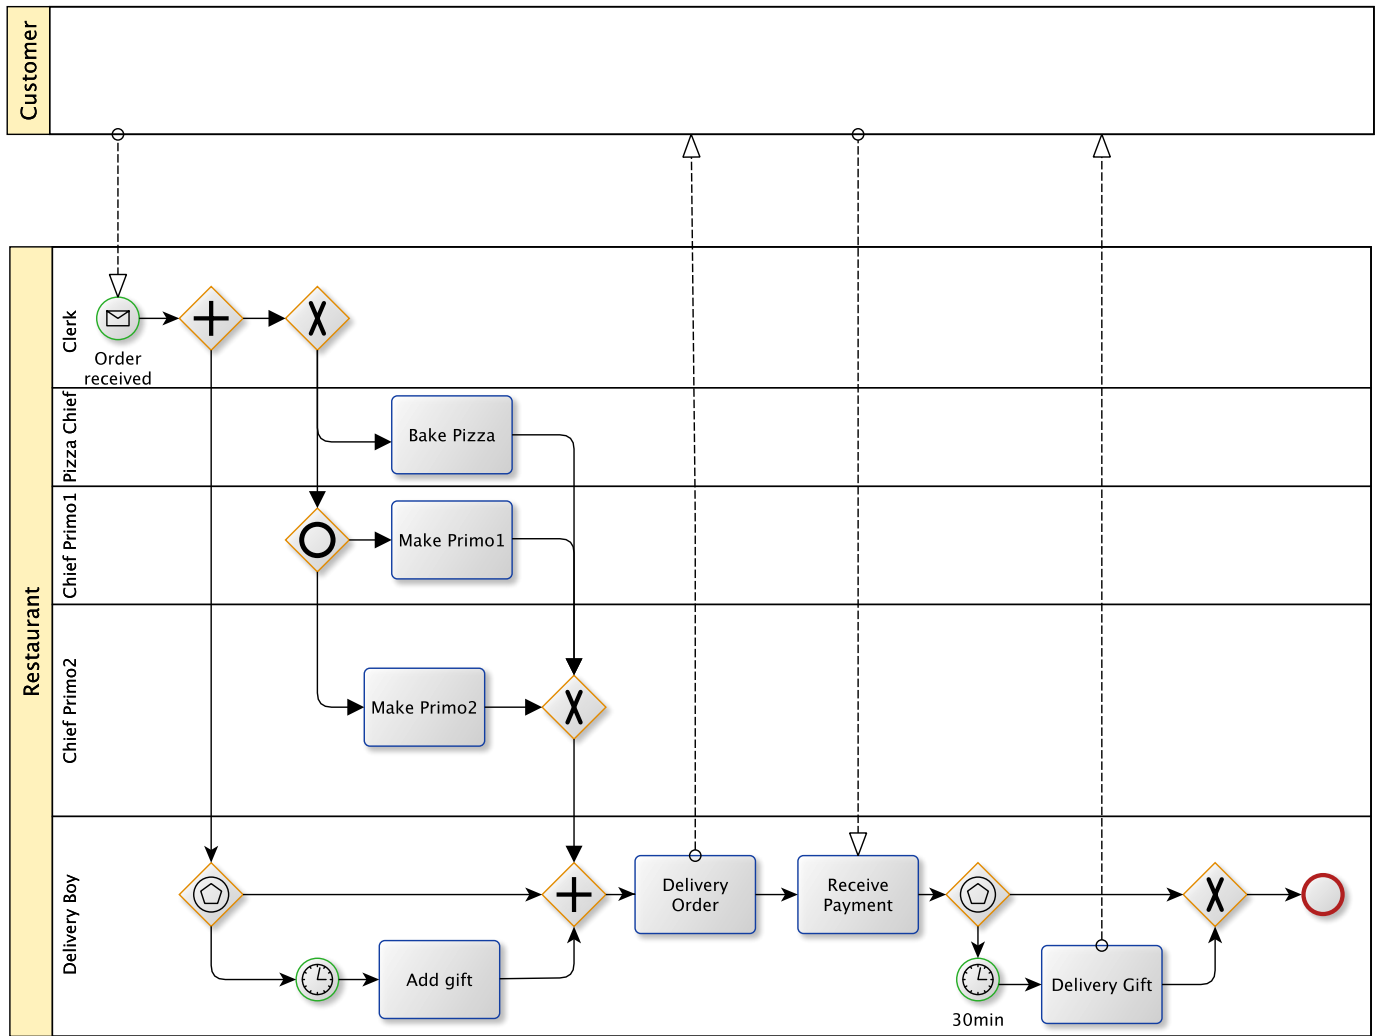 Customer
Restaurant
Clerk
Order
received
Pizza Chief
Bake Pizza
Chief Primo1
Make Primo1
Chief Primo2
Make Primo2
Delivery Boy
Delivery
Order
Receive
Payment
Add gift
Delivery Gift
30min